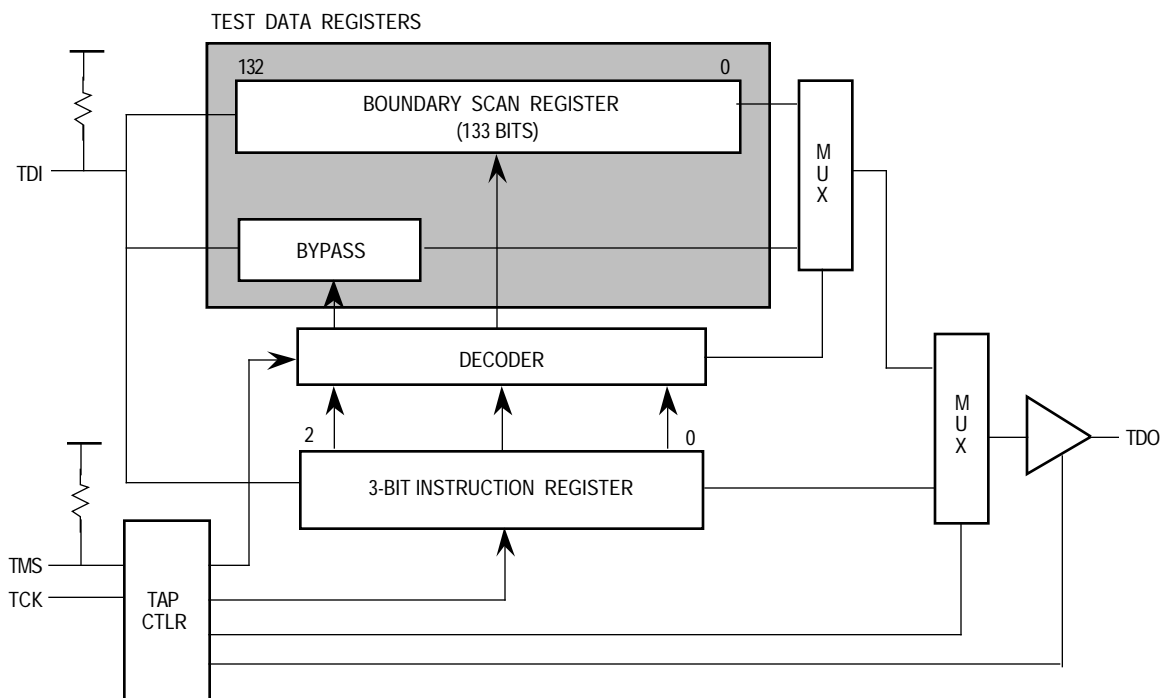 TEST DATA REGISTERS
132
0
BOUNDARY SCAN REGISTER
(133 BITS)
M
U
X
TDI
BYPASS
DECODER
M
U
X
TDO
2
0
3-BIT INSTRUCTION REGISTER
TMS
TCK
TAP
CTLR